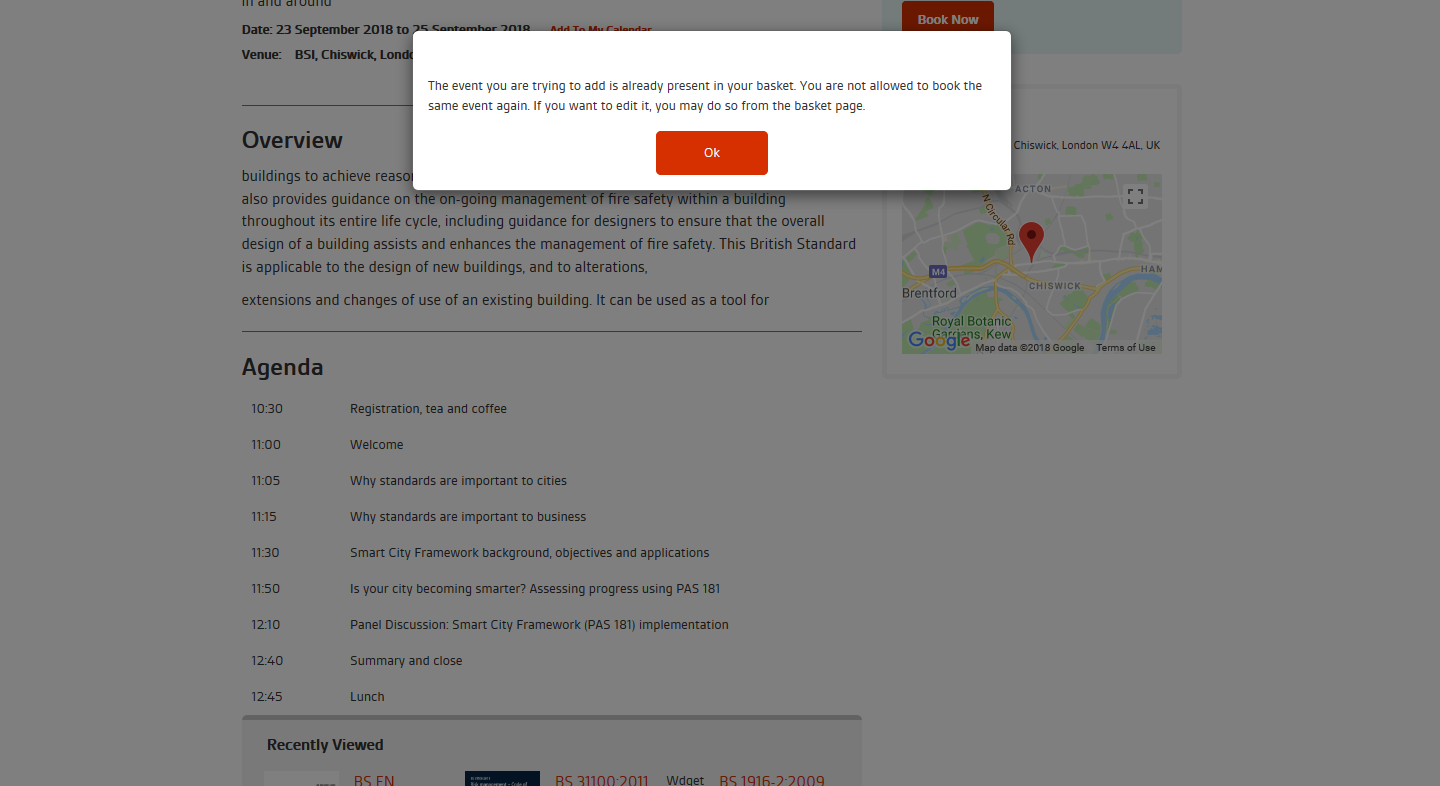 in and around
Date: 23 September 2018 to 25 September 2018 Add To My Calendar
Venue: BSI, Chiswick, Londo
The event you are trying to add is already present in your basket. You are not allowed to book the
same event again. If you want to edit it, you may do so from the basket page.
Ok
Overview
buildings to achieve reaso
also provides guidance on the on-going management of fire safety within a building
throughout its entire life cycle, including guidance for designers to ensure that the overall
design of a building assists and enhances the management of fire safety. This British Standard
is applicable to the design of new buildings, and to alterations,
extensions and changes of use of an existing building. It can be used as a tool for
Agenda
10:30 Registration, tea and coffee
11:00 Welcome
11:05 Why standards are important to cities
11:15 Why standards are important to business
11:30 Smart City Framework background, objectives and applications
11:50 Is your city becoming smarter? Assessing progress using PAS 181
12:10 Panel Discussion: Smart City Framework (PAS 181) implementation
12:40 Summary and close
12:45 Lunch
Recently Viewed
BS EN
BS 31100:2011
Wdget
BS 1916-2:2009
Book Now
Chiswick, London W4 4AL, UK
ACTON
N Circular Rd
M4
HAM
CHISWICK
Brentford
Royal Botanic
Gardens, Kew
Google
Map data ©2018 Google Terms of Use